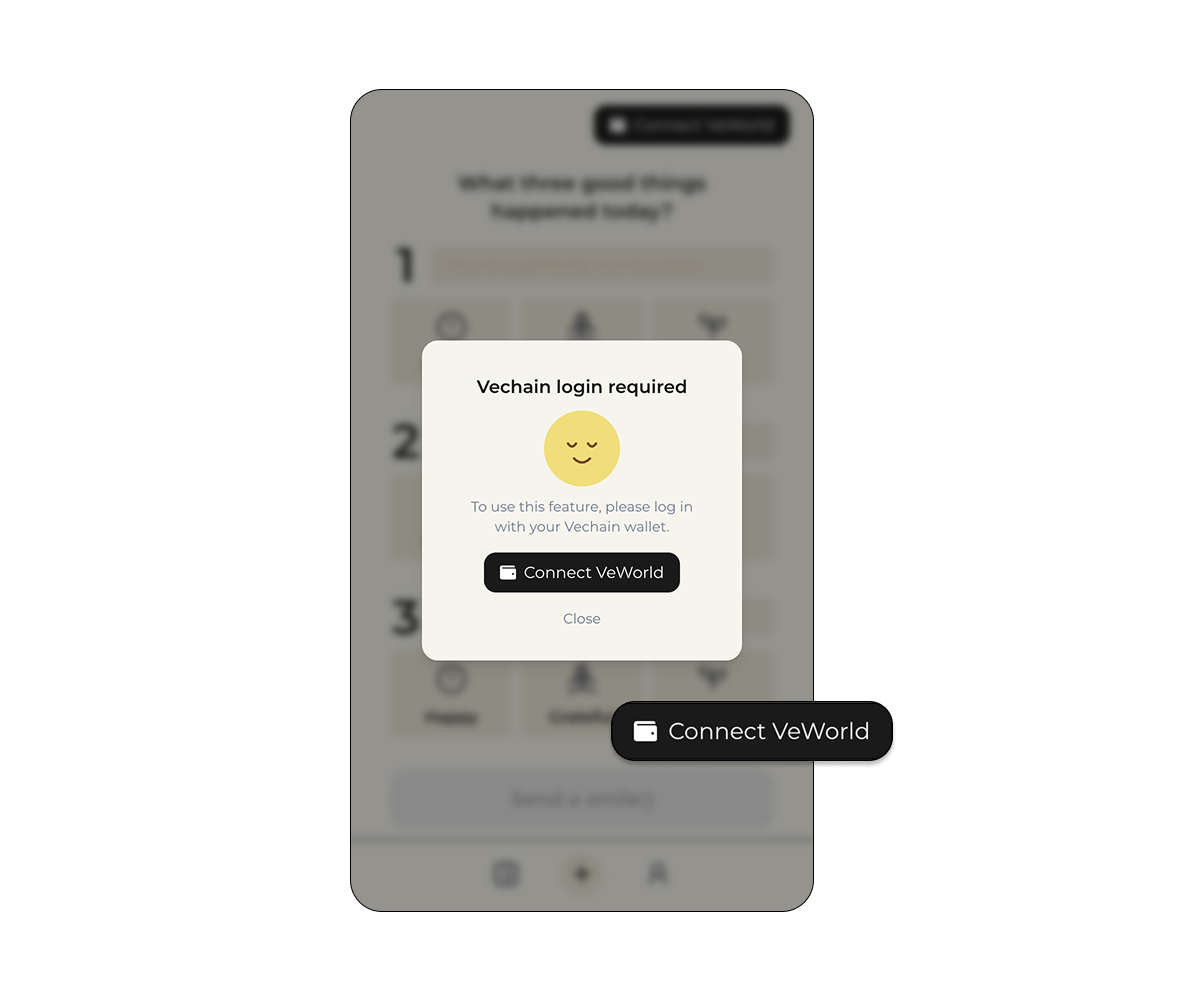 Connect VeWorld
What three good things
happened today?
1
Vechain login required
To use this feature, please log in
with your Vechain wallet.
2
Connect VeWorld
Close
3
Happy
Grateful
Connect VeWorld
Send a smile:)